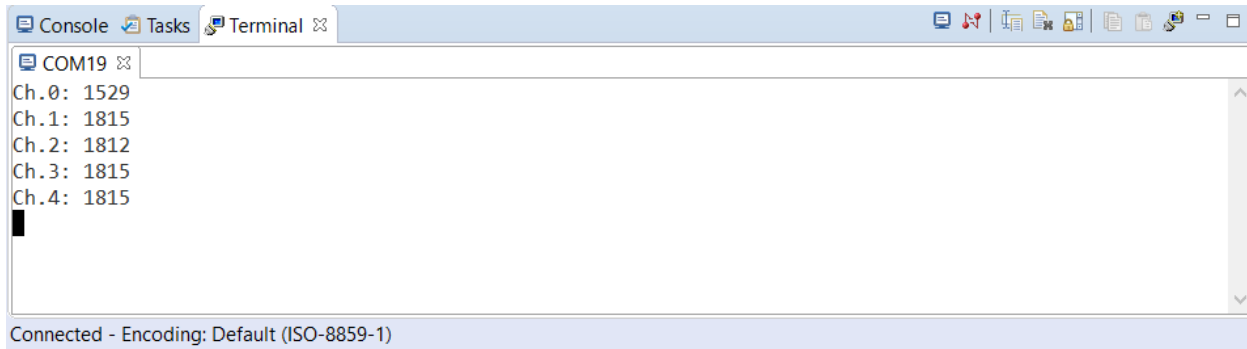 Console Tasks Terminal
COM19
Ch.0: 1529
Ch.1: 1815
Ch.2: 1812
Ch.3: 1815
Ch.4: 1815
Connected - Encoding: Default (ISO-8859-1)